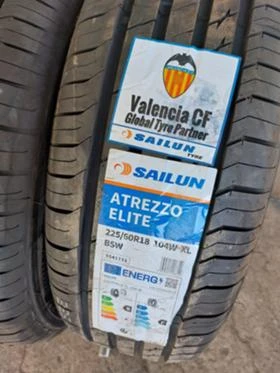 Valencia CF
Global Tyre Partner
SAILUN
TYRE
SAILUN
ATREZZO
ELITE
225/60R18 104W XL
BSW
ENERG